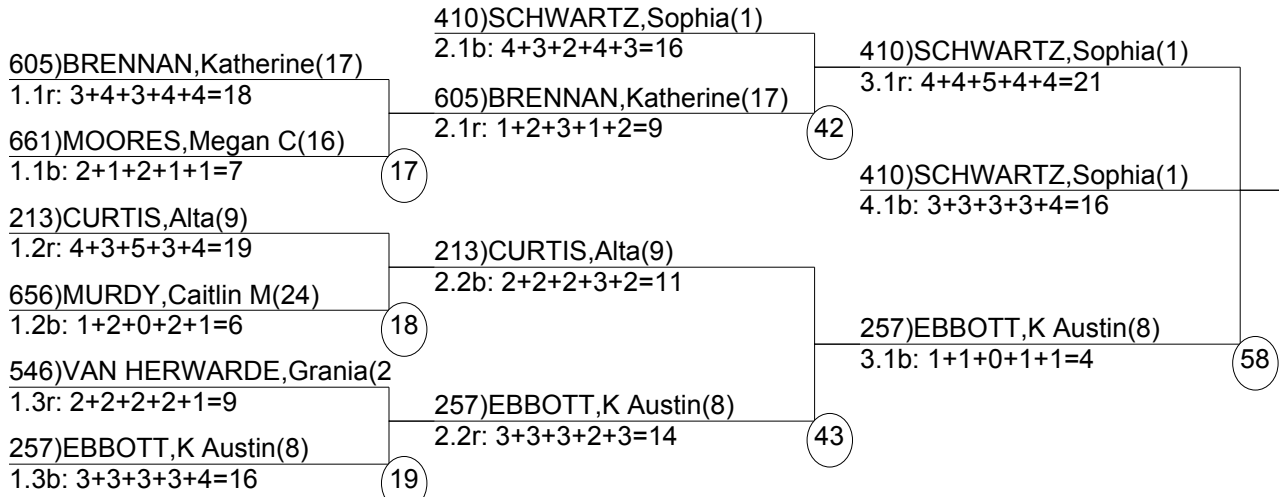 605)BRENNAN,Katherine(17)
1.1r: 3+4+3+4+4=18
661)MOORES,Megan C(16)
1.1b: 2+1+2+1+1=7
17
213)CURTIS,Alta(9)
1.2r: 4+3+5+3+4=19
656)MURDY,Caitlin M(24)
1.2b: 1+2+0+2+1=6
18
546)VAN HERWARDE,Grania(2
1.3r: 2+2+2+2+1=9
257)EBBOTT,K Austin(8)
1.3b: 3+3+3+3+4=16
19
410)SCHWARTZ,Sophia(1)
2.1b: 4+3+2+4+3=16
605)BRENNAN,Katherine(17)
2.1r: 1+2+3+1+2=9
42
213)CURTIS,Alta(9)
2.2b: 2+2+2+3+2=11
257)EBBOTT,K Austin(8)
2.2r: 3+3+3+2+3=14
43
410)SCHWARTZ,Sophia(1)
3.1r: 4+4+5+4+4=21
410)SCHWARTZ,Sophia(1)
4.1b: 3+3+3+3+4=16
257)EBBOTT,K Austin(8)
3.1b: 1+1+0+1+1=4
58